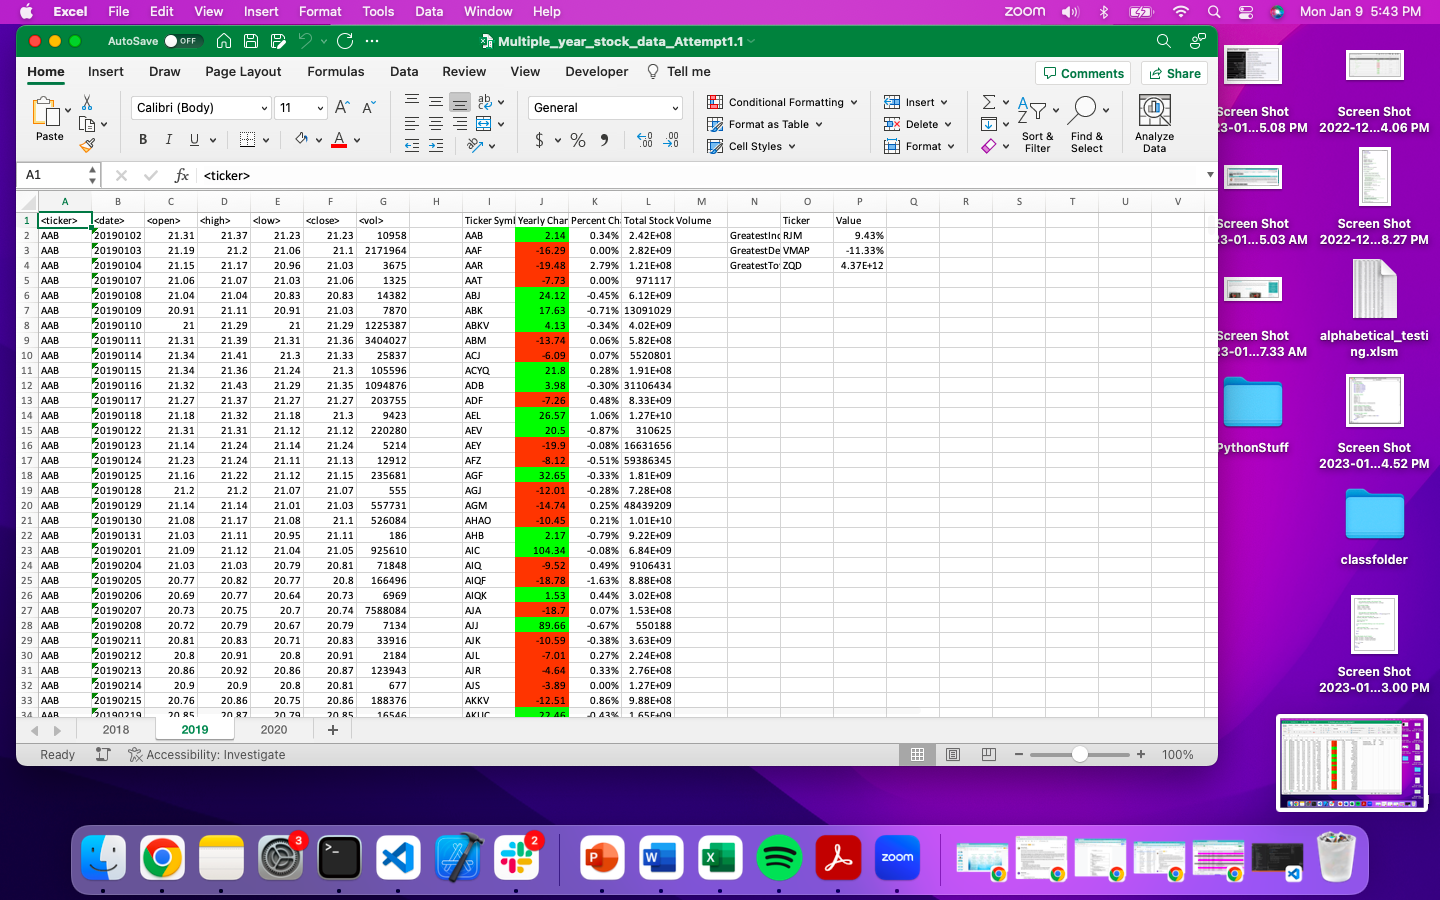 Excel File Edit View Insert Format Tools Data Window Help zoom Mon Jan 9 5:43 PM
AutoSave OFF Multiple_year_stock_data_Attempt1.1
Home Insert Draw Page Layout Formulas Data Review View Developer Tell me Comments Share
Paste Calibri (Body) 11 General
Conditional Formatting Format as Table Cell Styles
Insert Delete Format
Sort & Filter Find & Select Analyze Data
A1 fx <ticker>
A B C D E F G H I J K L M N O P Q R S T U V
1 <ticker> <date> <open> <high> <low> <close> <vol> Ticker Symb Yearly Chan Percent Ch Total Stock Volume Ticker Value
2 AAB 20190102 21.31 21.37 21.23 21.23 10958 AAB 2.14 0.34% 2.42E+08 GreatestInc RJM 9.43%
3 AAB 20190103 21.19 21.2 21.06 21.1 2171964 AAF -16.29 0.00% 2.82E+09 GreatestDe VMAP -11.33%
4 AAB 20190104 21.15 21.17 20.96 21.03 3675 AAR -19.48 2.79% 1.21E+08 GreatestTo ZQD 4.37E+12
5 AAB 20190107 21.06 21.07 21.03 21.06 1325 AAT -7.73 0.00% 971117
6 AAB 20190108 21.04 21.04 20.83 20.83 14382 ABJ 24.12 -0.45% 6.12E+09
7 AAB 20190109 20.91 21.11 20.91 21.03 7870 ABK 17.63 -0.71% 13091029
8 AAB 20190110 21 21.29 21 21.29 1225387 ABKV 4.13 -0.34% 4.02E+09
9 AAB 20190111 21.31 21.39 21.31 21.36 3404027 ABM -13.74 0.06% 5.82E+08
10 AAB 20190114 21.34 21.41 21.3 21.33 25837 ACJ -6.09 0.07% 5520801
11 AAB 20190115 21.34 21.36 21.24 21.3 105596 ACYQ 21.8 0.28% 1.91E+08
12 AAB 20190116 21.32 21.43 21.29 21.35 1094876 ADB 3.98 -0.30% 31106434
13 AAB 20190117 21.27 21.37 21.27 21.27 203755 ADF -7.26 0.48% 8.33E+09
14 AAB 20190118 21.18 21.32 21.18 21.3 9423 AEL 26.57 1.06% 1.27E+10
15 AAB 20190122 21.31 21.31 21.12 21.12 220280 AEV 20.5 -0.87% 310625
16 AAB 20190123 21.14 21.24 21.14 21.24 5214 AEY -19.9 -0.08% 16631656
17 AAB 20190124 21.23 21.24 21.11 21.13 12912 AFZ -8.12 -0.51% 59386345
18 AAB 20190125 21.16 21.22 21.12 21.15 235681 AGF 32.65 -0.33% 1.81E+09
19 AAB 20190128 21.2 21.2 21.07 21.07 555 AGJ -12.01 -0.28% 7.28E+08
20 AAB 20190129 21.14 21.14 21.01 21.03 557731 AGM -14.74 0.25% 48439209
21 AAB 20190130 21.08 21.17 21.08 21.1 526084 AHAO -10.45 0.21% 1.01E+10
22 AAB 20190131 21.03 21.11 20.95 21.11 186 AHB 2.17 -0.79% 9.22E+09
23 AAB 20190201 21.09 21.12 21.04 21.05 925610 AIC 104.34 -0.08% 6.84E+09
24 AAB 20190204 21.03 21.03 20.79 20.81 71848 AIQ -9.52 0.49% 9106431
25 AAB 20190205 20.77 20.82 20.77 20.8 166496 AIQF -18.78 -1.63% 8.88E+08
26 AAB 20190206 20.69 20.77 20.64 20.73 6969 AIQK 1.53 0.44% 3.02E+08
27 AAB 20190207 20.73 20.75 20.7 20.74 7588084 AJA -18.7 0.07% 1.53E+08
28 AAB 20190208 20.72 20.79 20.67 20.79 7134 AJJ 89.66 -0.67% 550188
29 AAB 20190211 20.81 20.83 20.71 20.83 33916 AJK -10.59 -0.38% 3.63E+09
30 AAB 20190212 20.8 20.91 20.8 20.91 2184 AJL -7.01 0.27% 2.24E+08
31 AAB 20190213 20.86 20.92 20.86 20.87 123943 AJR -4.64 0.33% 2.76E+08
32 AAB 20190214 20.9 20.9 20.8 20.81 677 AJS -3.89 0.00% 1.27E+09
33 AAB 20190215 20.76 20.86 20.75 20.86 188376 AKKV -12.51 0.86% 9.88E+08
34 AAB 20190219 20.85 20.87 20.79 20.85 16546 AKUC 22.46 -0.43% 1.65E+09
2018 2019 2020 +
Ready Accessibility: Investigate 100%
Screen Shot
23-01...5.08 PM
Screen Shot
2022-12...4.06 PM
Screen Shot
23-01...5.03 AM
Screen Shot
2022-12...8.27 PM
Screen Shot
23-01...7.33 AM
alphabetical_testi
ng.xlsm
PythonStuff
Screen Shot
2023-01...4.52 PM
classfolder
Screen Shot
2023-01...3.00 PM
3 2 zoom